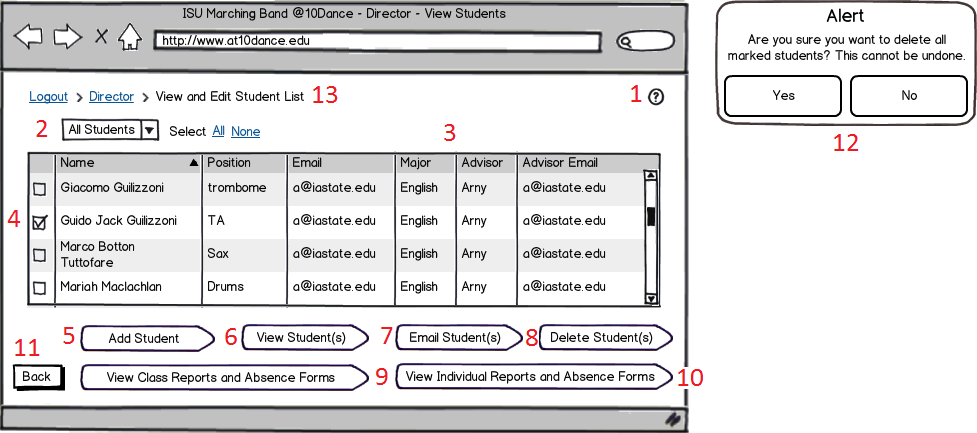 ISU Marching Band @10Dance - Director - View Students
http://www.at10dance.edu
Logout > Director > View and Edit Student List 13
1 ?
2 All Students Select All None 3
Name Position Email Major Advisor Advisor Email
Giacomo Guilizzoni trombome a@iastate.edu English Arny a@iastate.edu
4 Guido Jack Guilizzoni TA a@iastate.edu English Arny a@iastate.edu
Marco Botton
Tuttofare Sax a@iastate.edu English Arny a@iastate.edu
Mariah Maclachlan Drums a@iastate.edu English Arny a@iastate.edu
5 Add Student 6 View Student(s) 7 Email Student(s) 8 Delete Student(s)
11
Back View Class Reports and Absence Forms 9 View Individual Reports and Absence Forms 10
Alert
Are you sure you want to delete all
marked students? This cannot be undone.
Yes No
12